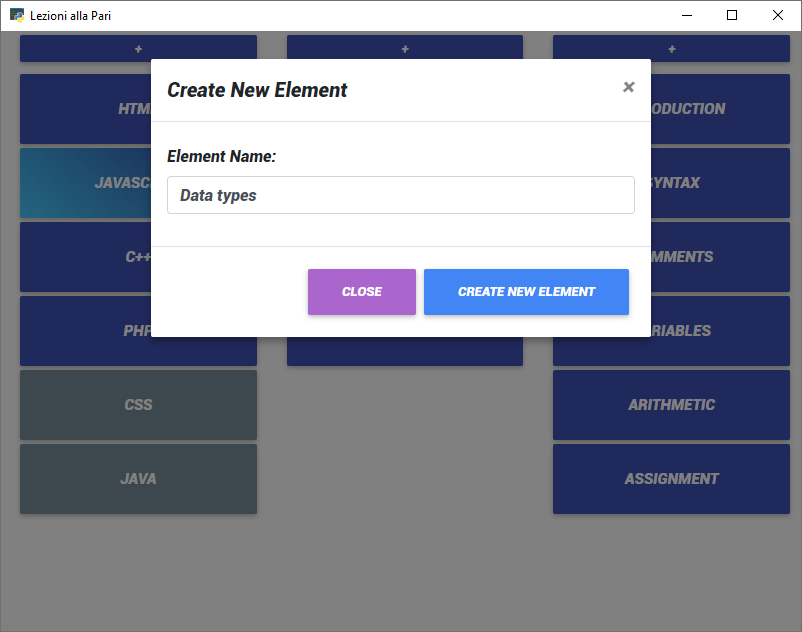 Lezioni alla Pari
+ + +
Create New Element ×
Element Name:
Data types
CLOSE CREATE NEW ELEMENT
HTM
ODUCTION
JAVASC
SYNTAX
C++
MMENTS
PHP
RIABLES
CSS
ARITHMETIC
JAVA
ASSIGNMENT